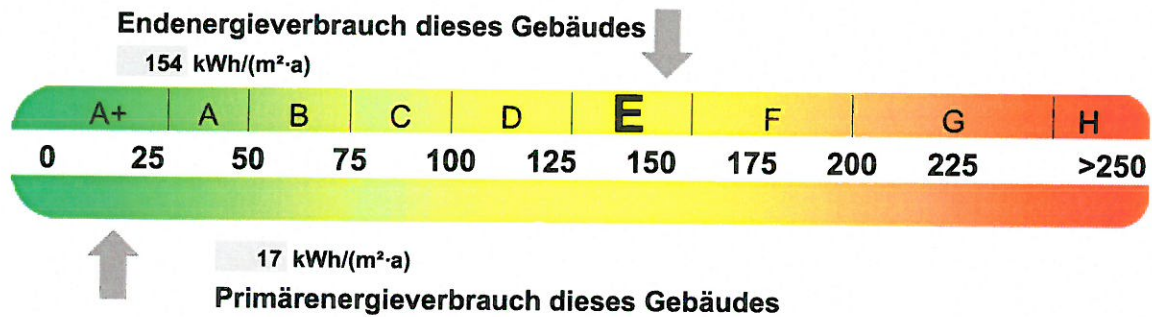 Endenergieverbrauch dieses Gebäudes
154 kWh/(m²·a)
A+ A B C D E F G H
0 25 50 75 100 125 150 175 200 225 >250
17 kWh/(m²·a)
Primärenergieverbrauch dieses Gebäudes